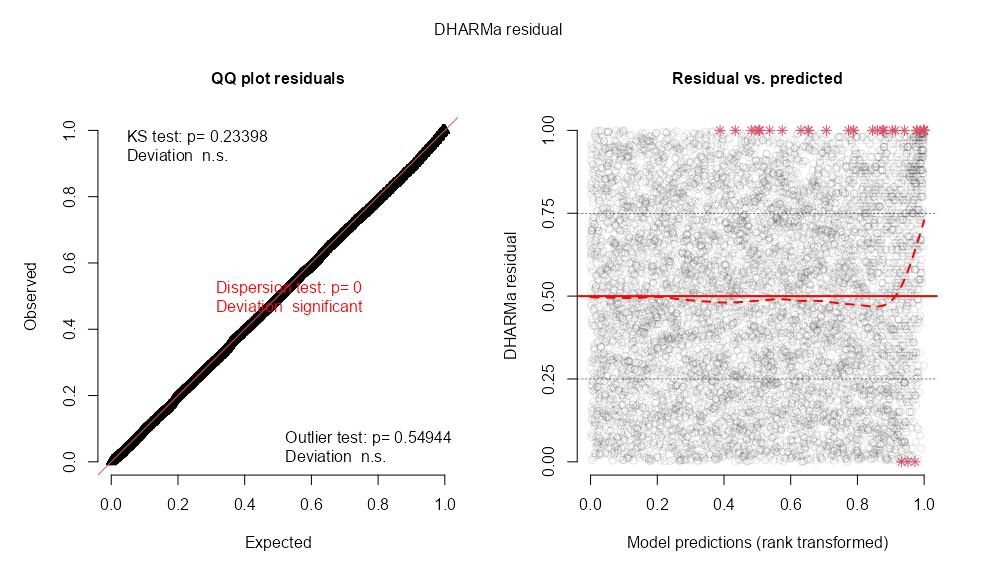 DHARMa residual
QQ plot residuals
KS test: p= 0.23398
Deviation n.s.
Dispersion test: p= 0
Deviation significant
Outlier test: p= 0.54944
Deviation n.s.
Observed
0.0 0.2 0.4 0.6 0.8 1.0
0.0 0.2 0.4 0.6 0.8 1.0
Expected
Residual vs. predicted
DHARMa residual
0.00 0.25 0.50 0.75 1.00
0.0 0.2 0.4 0.6 0.8 1.0
Model predictions (rank transformed)